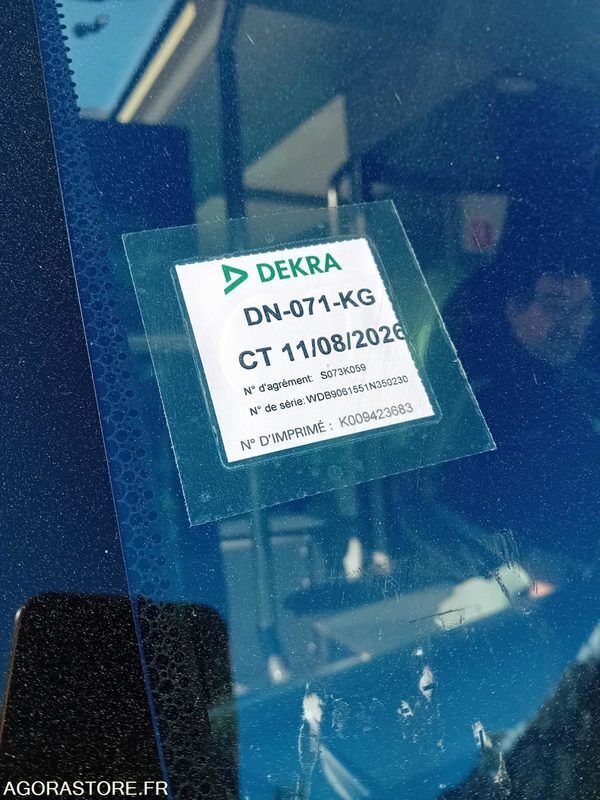 DEKRA
DN-071-KG
CT 11/08/2026
N° d'agrément: S073K059
N° de série: WDB9061551N350230
N° D'IMPRIMÉ : K009423683
AGORASTORE.FR